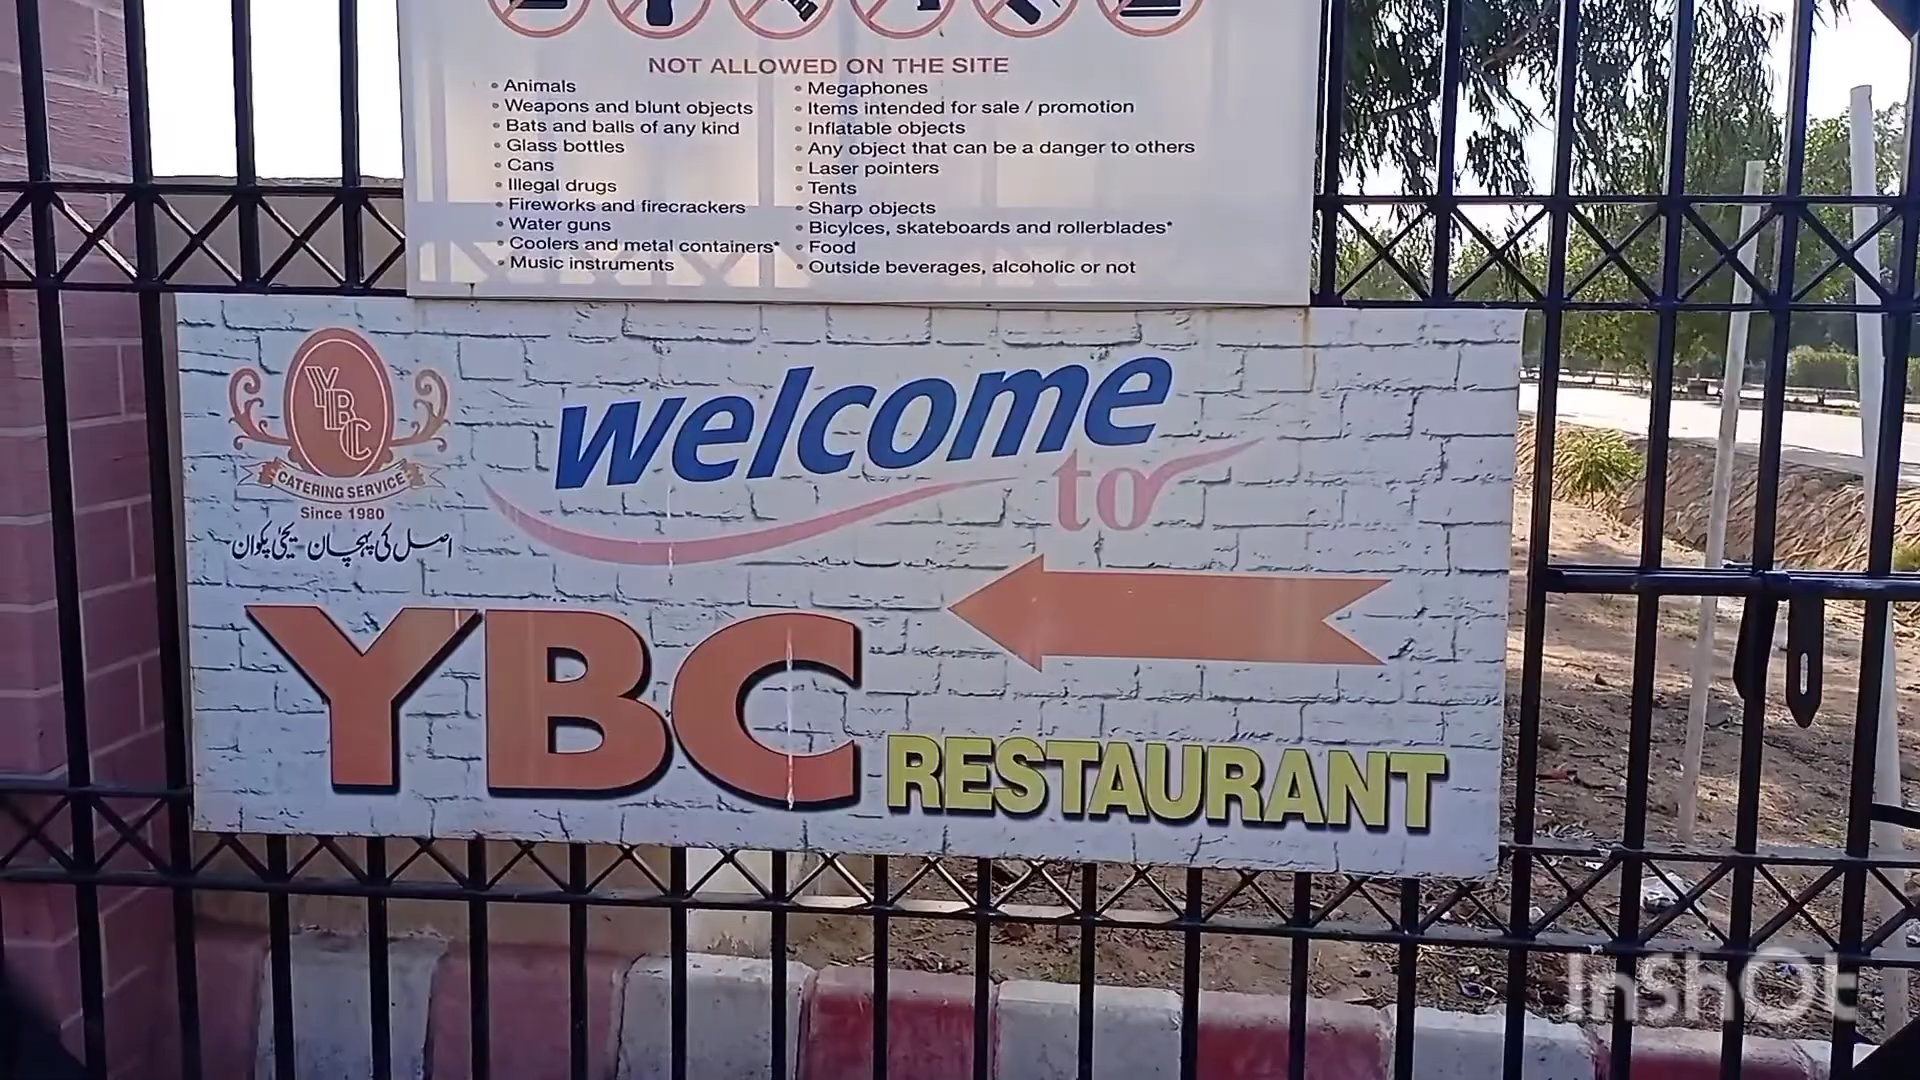 NOT ALLOWED ON THE SITE
• Animals
• Weapons and blunt objects
• Bats and balls of any kind
• Glass bottles
• Cans
• Illegal drugs
• Fireworks and firecrackers
• Water guns
• Coolers and metal containers*
• Music instruments
• Megaphones
• Items intended for sale / promotion
• Inflatable objects
• Any object that can be a danger to others
• Laser pointers
• Tents
• Sharp objects
• Bicylces, skateboards and rollerblades*
• Food
• Outside beverages, alcoholic or not
YBC
CATERING SERVICE
Since 1980
اصل کی پہچان - یحیٰی پکوان
welcome
to
YBC RESTAURANT
InShOt